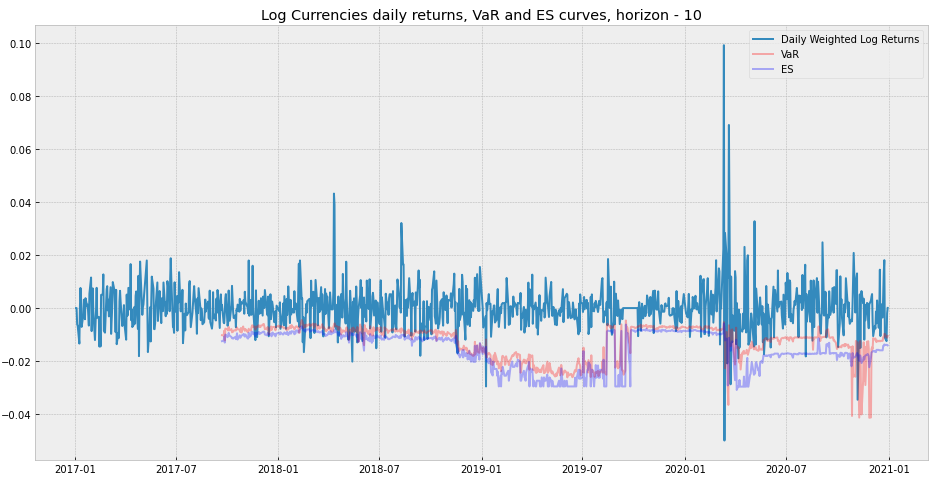 Log Currencies daily returns, VaR and ES curves, horizon - 10
Daily Weighted Log Returns
VaR
ES
0.10
0.08
0.06
0.04
0.02
0.00
−0.02
−0.04
2017-01 2017-07 2018-01 2018-07 2019-01 2019-07 2020-01 2020-07 2021-01